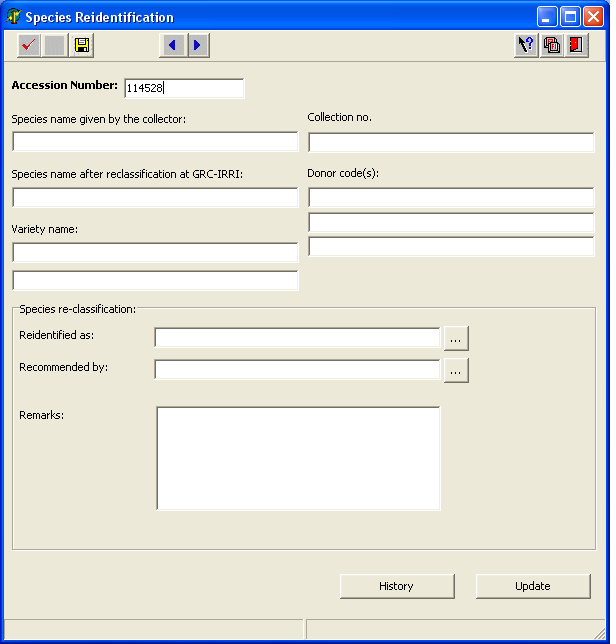 Species Reidentification
Accession Number: 114528
Species name given by the collector:
Collection no.
Species name after reclassification at GRC-IRRI:
Donor code(s):
Variety name:
Species re-classification:
Reidentified as:
...
Recommended by:
...
Remarks:
History
Update